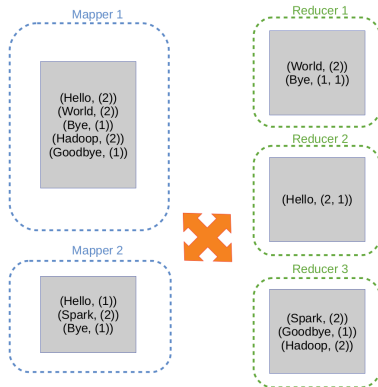 Mapper 1
(Hello, (2))
(World, (2))
(Bye, (1))
(Hadoop, (2))
(Goodbye, (1))
Mapper 2
(Hello, (1))
(Spark, (2))
(Bye, (1))
Reducer 1
(World, (2))
(Bye, (1, 1))
Reducer 2
(Hello, (2, 1))
Reducer 3
(Spark, (2))
(Goodbye, (1))
(Hadoop, (2))